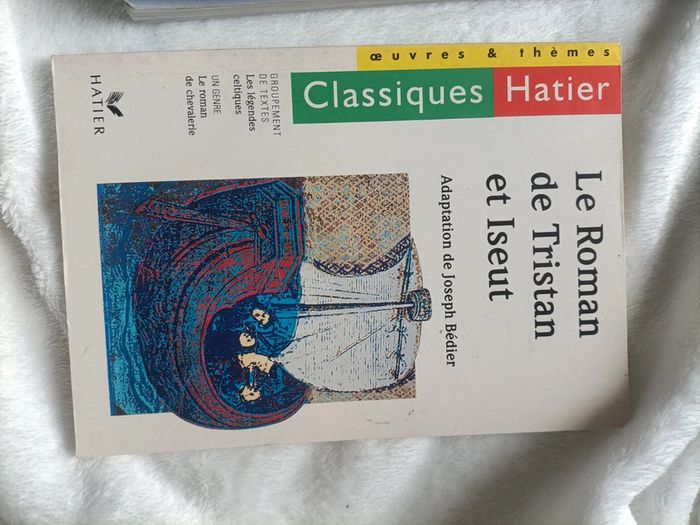 œuvres & thèmes
Classiques Hatier
Le Roman
de Tristan
et Iseut
Adaptation de Joseph Bédier
GROUPEMENT
DE TEXTES
Les légendes
celtiques
UN GENRE
Le roman
de chevalerie
HATIER